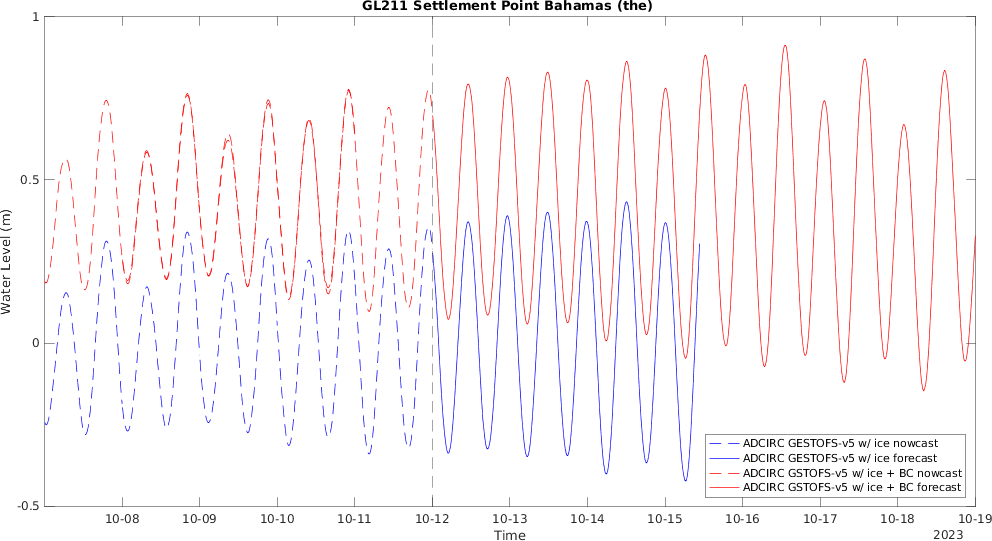 GL211 Settlement Point Bahamas (the)
1
0.5
0
-0.5
Water Level (m)
10-08 10-09 10-10 10-11 10-12 10-13 10-14 10-15 10-16 10-17 10-18 10-19
Time
2023
ADCIRC GESTOFS-v5 w/ ice nowcast
ADCIRC GESTOFS-v5 w/ ice forecast
ADCIRC GSTOFS-v5 w/ ice + BC nowcast
ADCIRC GSTOFS-v5 w/ ice + BC forecast